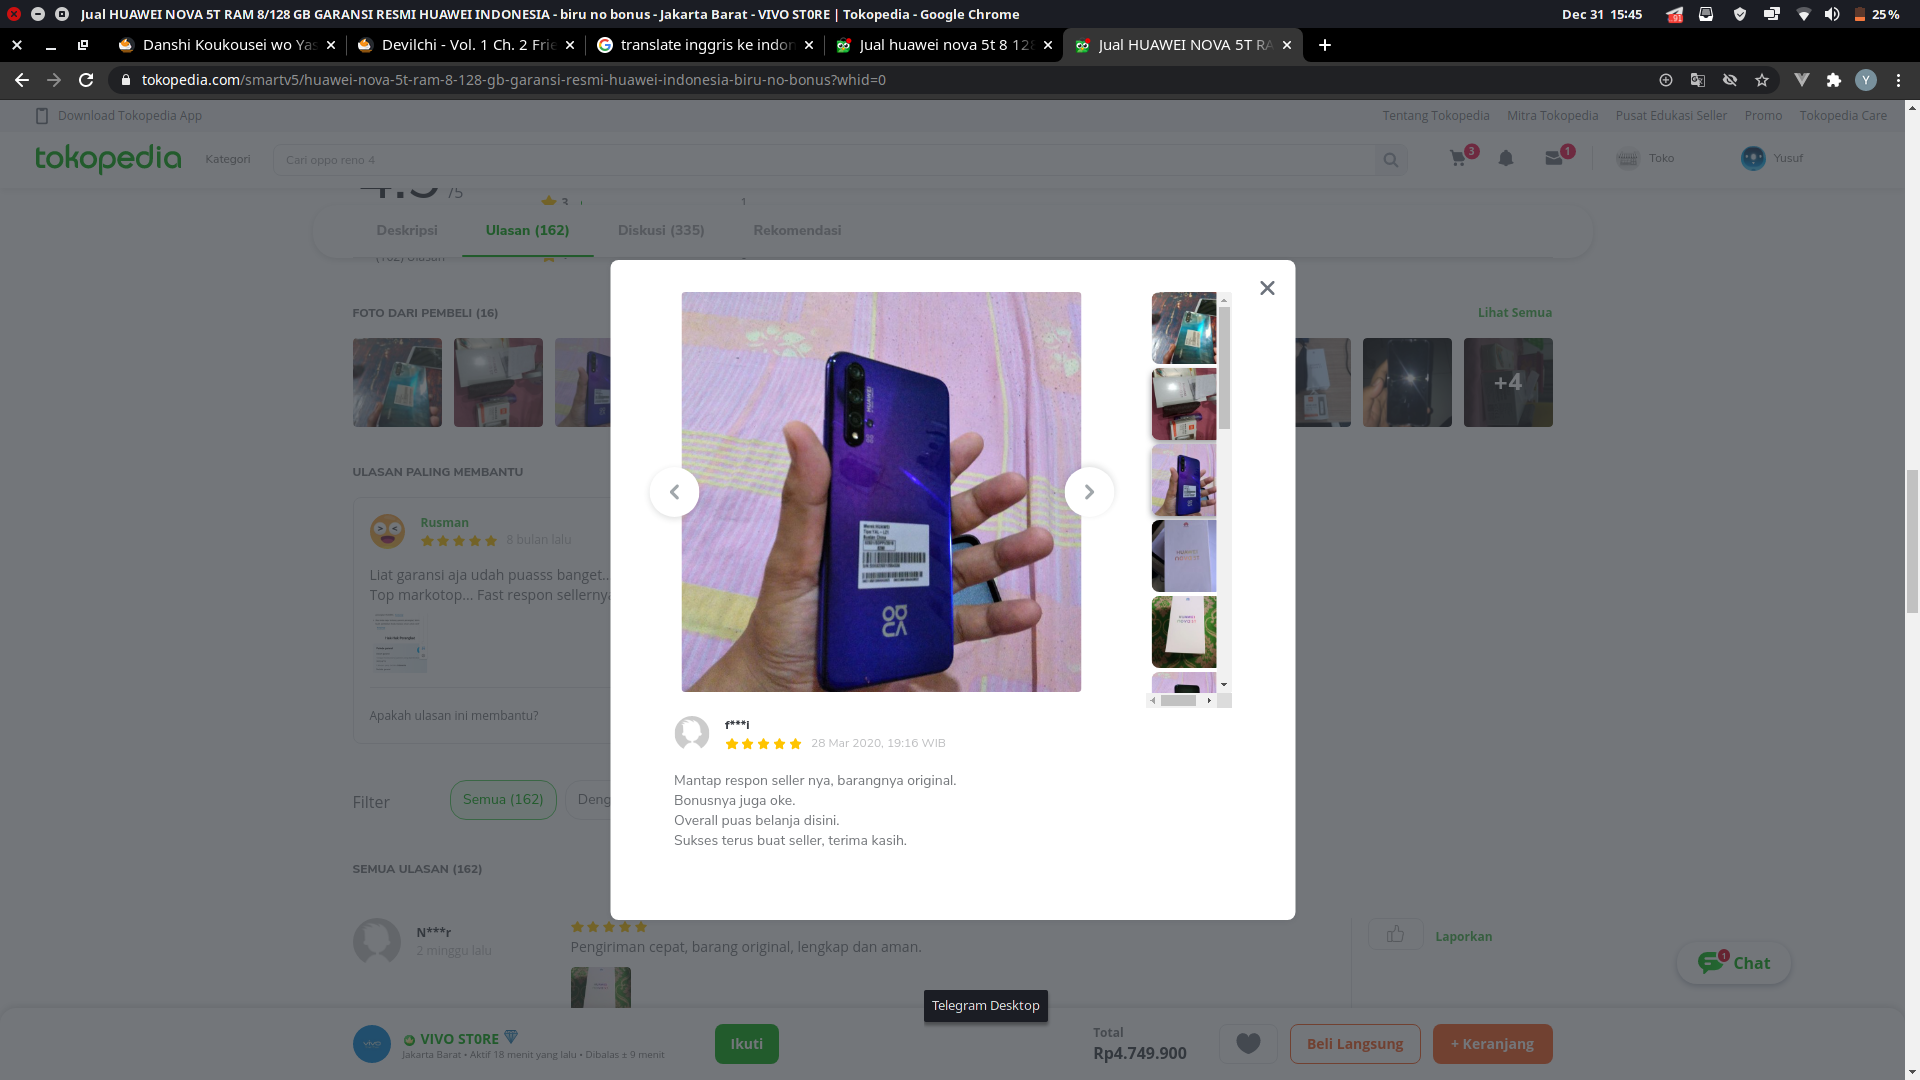 Jual HUAWEI NOVA 5T RAM 8/128 GB GARANSI RESMI HUAWEI INDONESIA - biru no bonus - Jakarta Barat - VIVO ST0RE | Tokopedia - Google Chrome
Dec 31 15:45
25%
Danshi Koukousei wo Yas
Devilchi - Vol. 1 Ch. 2 Frie
translate inggris ke indon
Jual huawei nova 5t 8 128
Jual HUAWEI NOVA 5T RA
tokopedia.com/smartv5/huawei-nova-5t-ram-8-128-gb-garansi-resmi-huawei-indonesia-biru-no-bonus?whid=0
Y
Download Tokopedia App
Tentang Tokopedia
Mitra Tokopedia
Pusat Edukasi Seller
Promo
Tokopedia Care
tokopedia
Kategori
Cari oppo reno 4
3
1
Toko
Yusuf
/5
3
1
Deskripsi
Ulasan (162)
Diskusi (335)
Rekomendasi
(162) Ulasan
FOTO DARI PEMBELI (16)
Lihat Semua
+4
ULASAN PALING MEMBANTU
Rusman
8 bulan lalu
Liat garansi aja udah puasss banget...
Top markotop... Fast respon sellernya
Apakah ulasan ini membantu?
HUAWEI
f***i
28 Mar 2020, 19:16 WIB
Mantap respon seller nya, barangnya original.
Bonusnya juga oke.
Overall puas belanja disini.
Sukses terus buat seller, terima kasih.
Filter
Semua (162)
Deng
SEMUA ULASAN (162)
N***r
2 minggu lalu
Pengiriman cepat, barang original, lengkap dan aman.
Laporkan
1
Chat
Telegram Desktop
vivo
VIVO ST0RE
Jakarta Barat • Aktif 18 menit yang lalu • Dibalas ± 9 menit
Ikuti
Total
Rp4.749.900
Beli Langsung
+ Keranjang